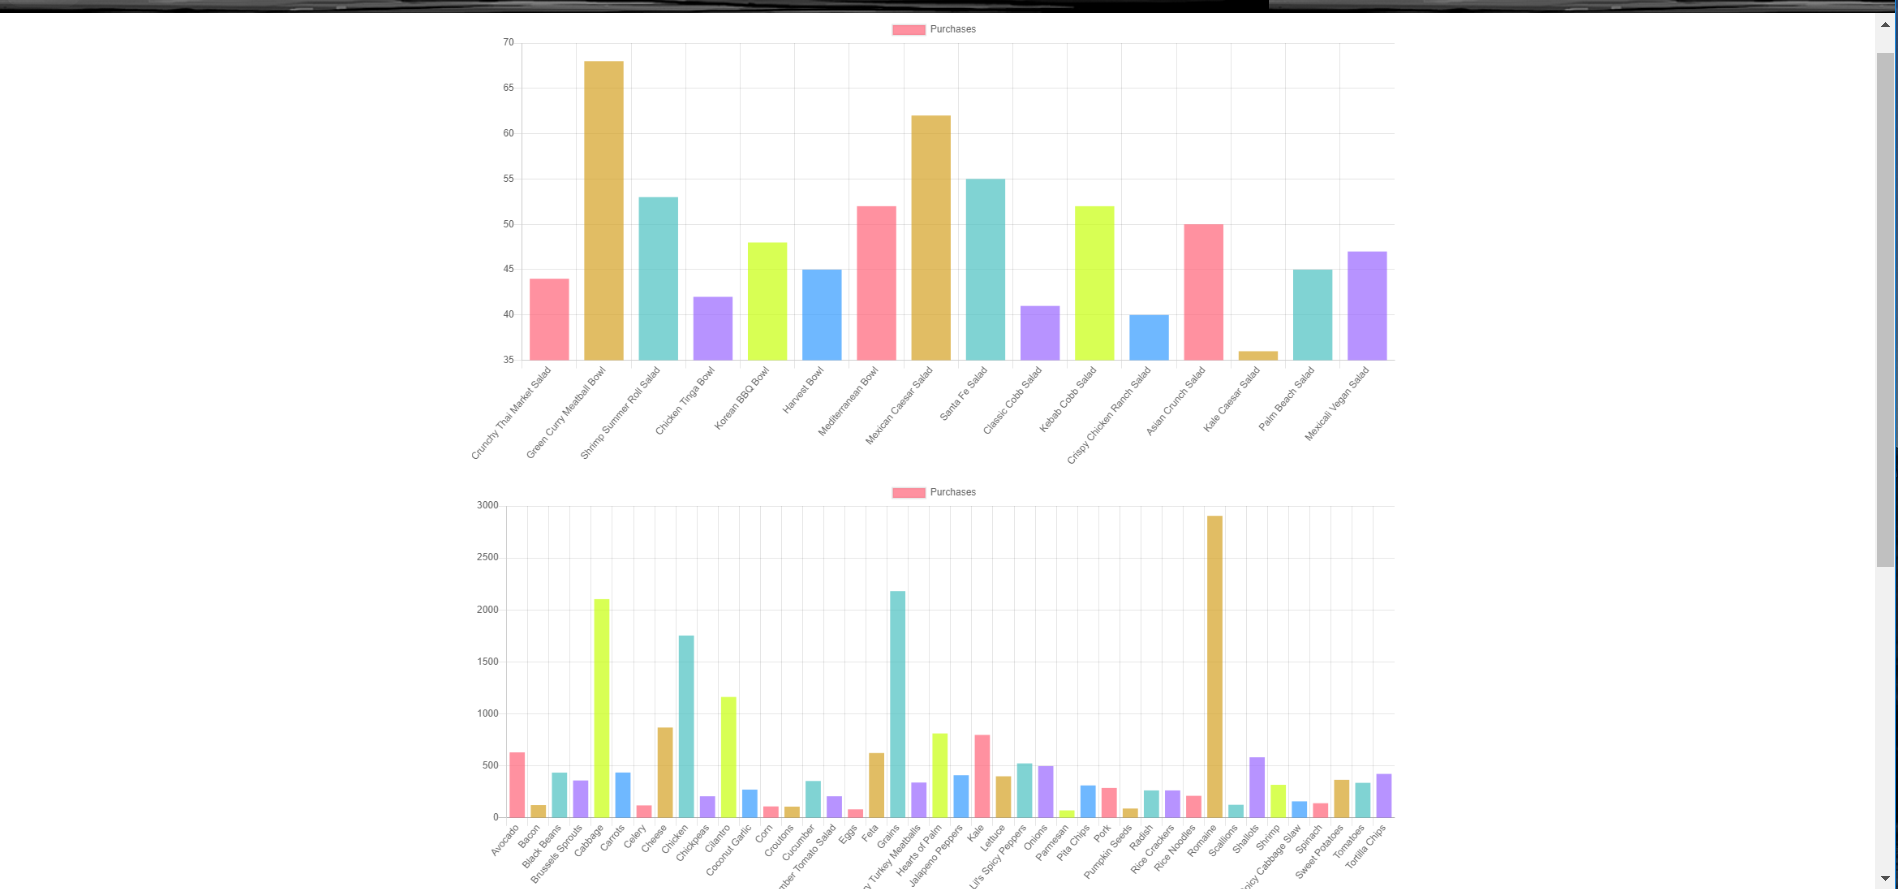 Purchases
70
65
60
55
50
45
40
35
Crunchy Thai Market Salad
Green Curry Meatball Bowl
Shrimp Summer Roll Salad
Chicken Tinga Bowl
Korean BBQ Bowl
Harvest Bowl
Mediterranean Bowl
Mexican Caesar Salad
Santa Fe Salad
Classic Cobb Salad
Kebab Cobb Salad
Crispy Chicken Ranch Salad
Asian Crunch Salad
Kale Caesar Salad
Palm Beach Salad
Mexicali Vegan Salad
Purchases
3000
2500
2000
1500
1000
500
0
Avocado
Bacon
Black Beans
Brussels Sprouts
Cabbage
Carrots
Celery
Cheese
Chicken
Chickpeas
Cilantro
Coconut Garlic
Corn
Croutons
Cucumber
Tomato Salad
Eggs
Feta
Grains
Turkey Meatballs
Hearts of Palm
Jalapeno Peppers
Kale
Lettuce
Lil's Spicy Peppers
Onions
Parmesan
Pita Chips
Pork
Pumpkin Seeds
Radish
Rice Crackers
Rice Noodles
Romaine
Scallions
Shallots
Shrimp
Cabbage Slaw
Spinach
Sweet Potatoes
Tomatoes
Tortilla Chips